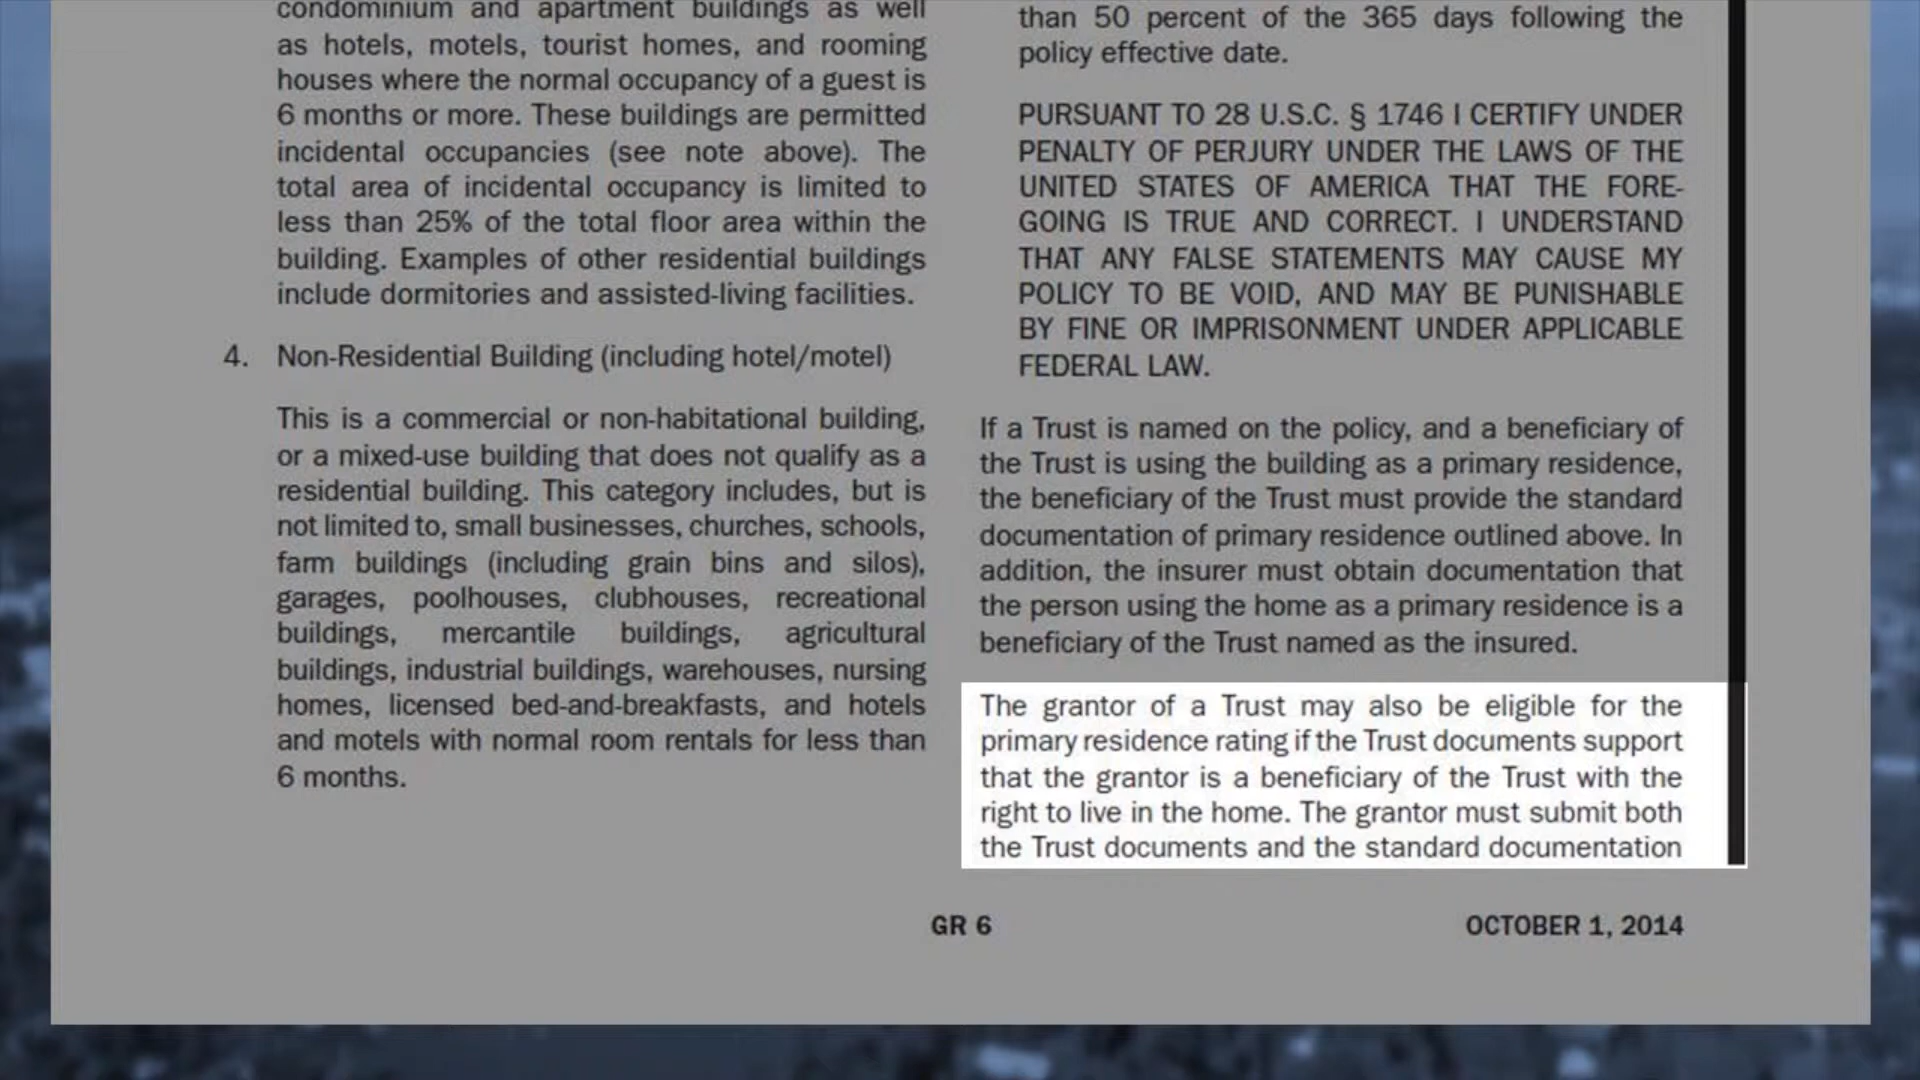 condominium and apartment buildings as well
as hotels, motels, tourist homes, and rooming
houses where the normal occupancy of a guest is
6 months or more. These buildings are permitted
incidental occupancies (see note above). The
total area of incidental occupancy is limited to
less than 25% of the total floor area within the
building. Examples of other residential buildings
include dormitories and assisted-living facilities.
4. Non-Residential Building (including hotel/motel)
This is a commercial or non-habitational building,
or a mixed-use building that does not qualify as a
residential building. This category includes, but is
not limited to, small businesses, churches, schools,
farm buildings (including grain bins and silos),
garages, poolhouses, clubhouses, recreational
buildings, mercantile buildings, agricultural
buildings, industrial buildings, warehouses, nursing
homes, licensed bed-and-breakfasts, and hotels
and motels with normal room rentals for less than
6 months.
than 50 percent of the 365 days following the
policy effective date.
PURSUANT TO 28 U.S.C. § 1746 I CERTIFY UNDER
PENALTY OF PERJURY UNDER THE LAWS OF THE
UNITED STATES OF AMERICA THAT THE FORE-
GOING IS TRUE AND CORRECT. I UNDERSTAND
THAT ANY FALSE STATEMENTS MAY CAUSE MY
POLICY TO BE VOID, AND MAY BE PUNISHABLE
BY FINE OR IMPRISONMENT UNDER APPLICABLE
FEDERAL LAW.
If a Trust is named on the policy, and a beneficiary of
the Trust is using the building as a primary residence,
the beneficiary of the Trust must provide the standard
documentation of primary residence outlined above. In
addition, the insurer must obtain documentation that
the person using the home as a primary residence is a
beneficiary of the Trust named as the insured.
The grantor of a Trust may also be eligible for the
primary residence rating if the Trust documents support
that the grantor is a beneficiary of the Trust with the
right to live in the home. The grantor must submit both
the Trust documents and the standard documentation
GR 6
OCTOBER 1, 2014